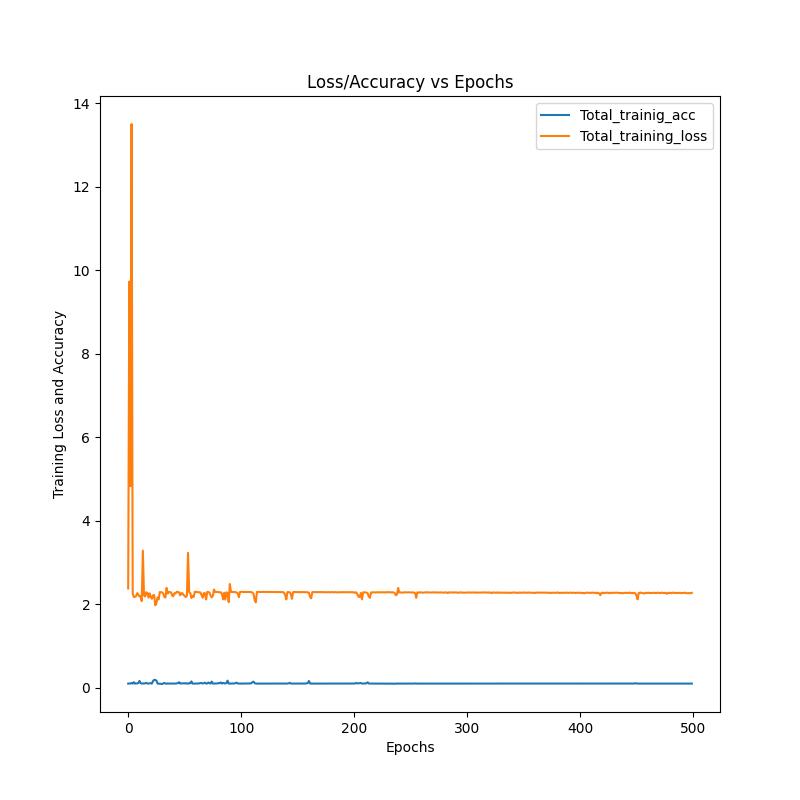 Loss/Accuracy vs Epochs
Total_trainig_acc
Total_training_loss
14
12
10
8
6
4
2
0
Training Loss and Accuracy
0 100 200 300 400 500
Epochs